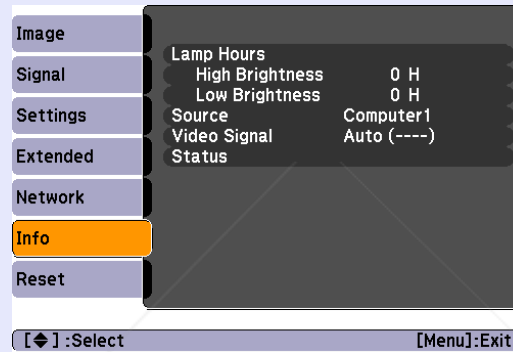 Image
Signal
Settings
Extended
Network
Info
Reset
Lamp Hours
High Brightness 0 H
Low Brightness 0 H
Source Computer1
Video Signal Auto (----)
Status
[◆] :Select [Menu]:Exit